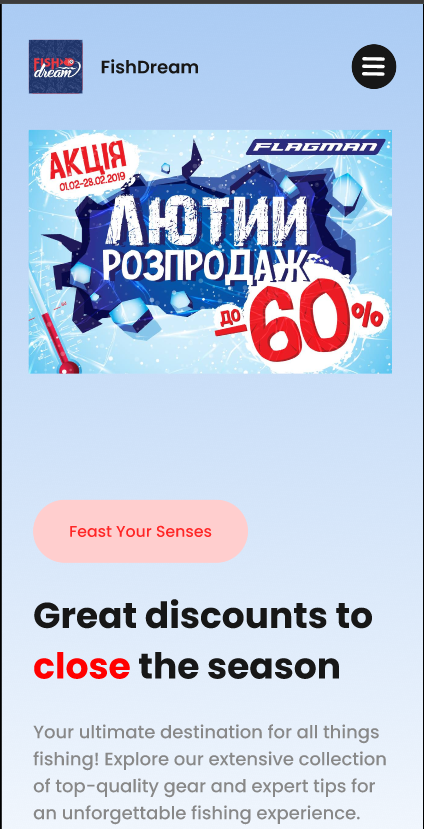 FISH
dream
FishDream
FLAGMAN
АКЦІЯ
01.02-28.02.2019
ЛЮТИЙ
РОЗПРОДАЖ
ДО 60%
Feast Your Senses
Great discounts to
close the season
Your ultimate destination for all things
fishing! Explore our extensive collection
of top-quality gear and expert tips for
an unforgettable fishing experience.